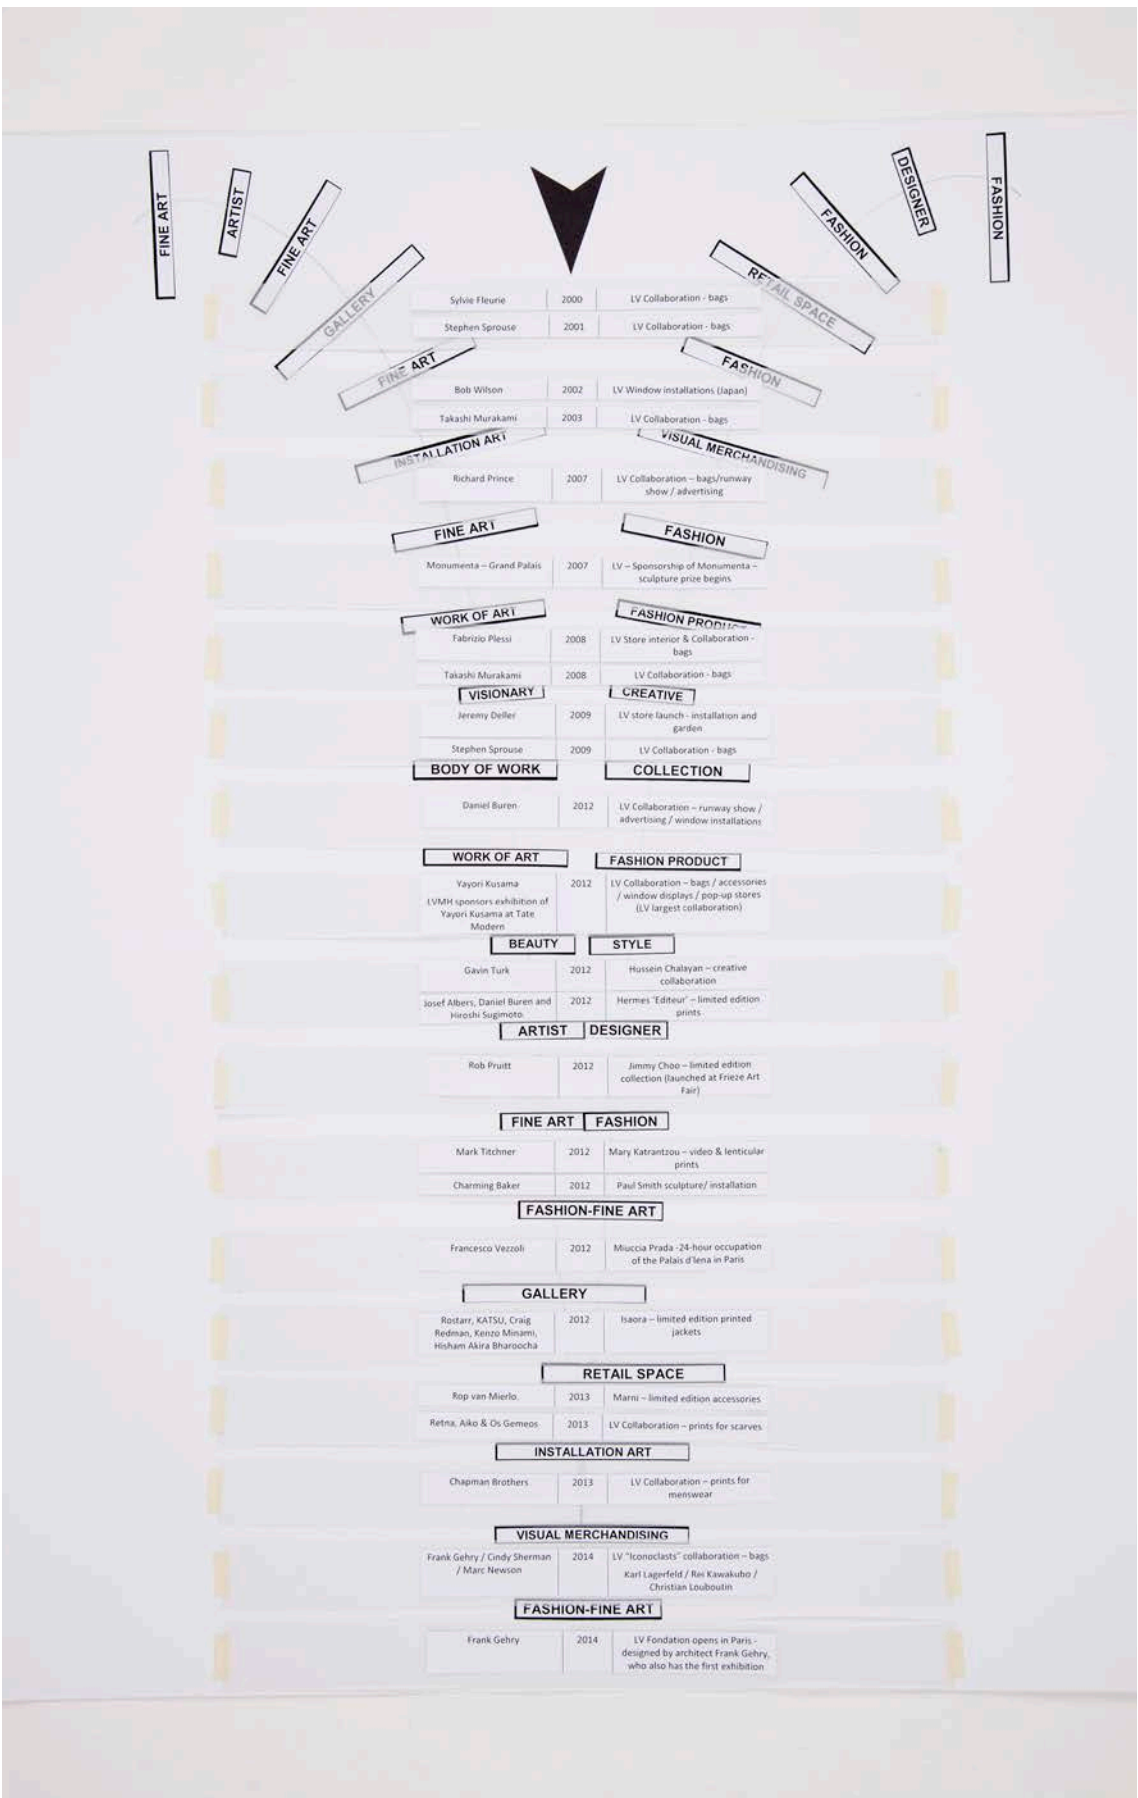 FINE ART
ARTIST
FINE ART
GALLERY
FINE ART
INSTALLATION ART
FASHION
DESIGNER
FASHION
RETAIL SPACE
FASHION
VISUAL MERCHANDISING
Sylvie Fleurie 2000 LV Collaboration - bags
Stephen Sprouse 2001 LV Collaboration - bags
Bob Wilson 2002 LV Window installations (Japan)
Takashi Murakami 2003 LV Collaboration - bags
Richard Prince 2007 LV Collaboration – bags/runway
show / advertising
FINE ART FASHION
Monumenta – Grand Palais 2007 LV – Sponsorship of Monumenta –
sculpture prize begins
WORK OF ART FASHION PRODUCT
Fabrizio Plessi 2008 LV Store interior & Collaboration -
bags
Takashi Murakami 2008 LV Collaboration - bags
VISIONARY CREATIVE
Jeremy Deller 2009 LV store launch - installation and
garden
Stephen Sprouse 2009 LV Collaboration - bags
BODY OF WORK COLLECTION
Daniel Buren 2012 LV Collaboration – runway show /
advertising / window installations
WORK OF ART FASHION PRODUCT
Yayori Kusama 2012 LV Collaboration – bags / accessories
/ window displays / pop-up stores
(LV largest collaboration)
LVMH sponsors exhibition of
Yayori Kusama at Tate
Modern
BEAUTY STYLE
Gavin Turk 2012 Hussein Chalayan – creative
collaboration
Josef Albers, Daniel Buren and 2012 Hermes 'Editeur' – limited edition
Hiroshi Sugimoto prints
ARTIST DESIGNER
Rob Pruitt 2012 Jimmy Choo – limited edition
collection (launched at Frieze Art
Fair)
FINE ART FASHION
Mark Titchner 2012 Mary Katrantzou – video & lenticular
prints
Charming Baker 2012 Paul Smith sculpture/ installation
FASHION-FINE ART
Francesco Vezzoli 2012 Miuccia Prada -24-hour occupation
of the Palais d'Iena in Paris
GALLERY
Rostarr, KATSU, Craig 2012 Isaora – limited edition printed
Redman, Kenzo Minami, jackets
Hisham Akira Bharoocha
RETAIL SPACE
Rop van Mierlo, 2013 Marni – limited edition accessories
Retna, Aiko & Os Gemeos 2013 LV Collaboration – prints for scarves
INSTALLATION ART
Chapman Brothers 2013 LV Collaboration – prints for
menswear
VISUAL MERCHANDISING
Frank Gehry / Cindy Sherman 2014 LV "Iconoclasts" collaboration – bags
/ Marc Newson Karl Lagerfeld / Rei Kawakubo /
Christian Louboutin
FASHION-FINE ART
Frank Gehry 2014 LV Fondation opens in Paris -
designed by architect Frank Gehry,
who also has the first exhibition